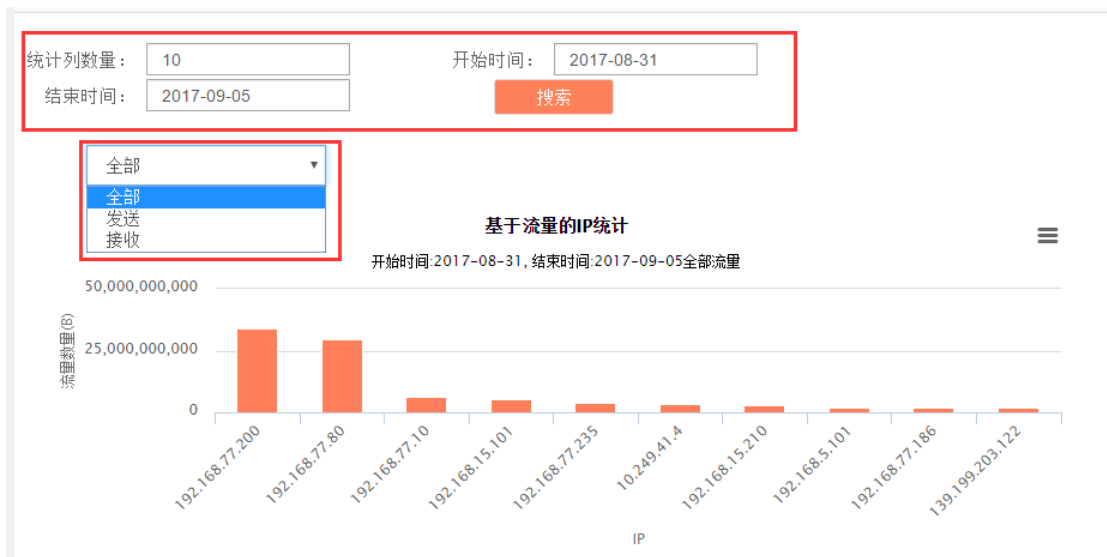 统计列数量： 10 开始时间： 2017-08-31
结束时间： 2017-09-05 搜索
全部
全部
发送
接收
基于流量的IP统计
开始时间:2017-08-31, 结束时间:2017-09-05全部流量
流量数里(B)
50,000,000,000
25,000,000,000
0
192.168.77.200
192.168.77.80
192.168.77.10
192.168.15.101
192.168.77.235
10.249.41.4
192.168.15.210
192.168.5.101
192.168.77.186
139.199.203.122
IP